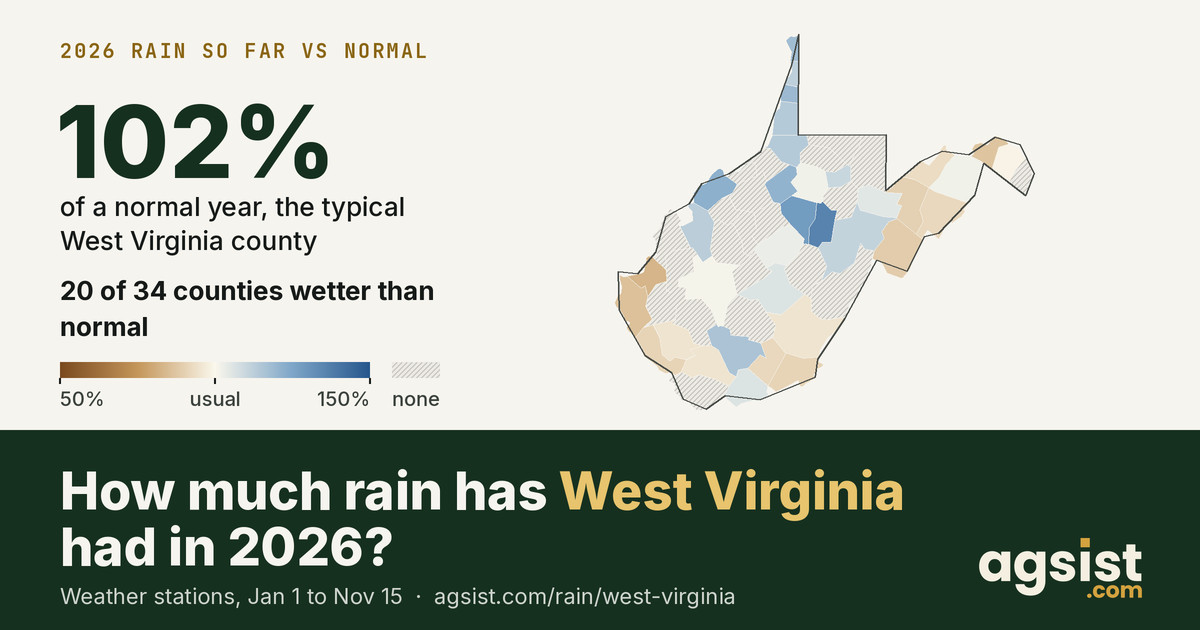 2026 RAIN SO FAR VS NORMAL
102%
of a normal year, the typical
West Virginia county
20 of 34 counties wetter than
normal
50% usual 150% none
How much rain has West Virginia
had in 2026?
Weather stations, Jan 1 to Nov 15 · agsist.com/rain/west-virginia
agsist
.com